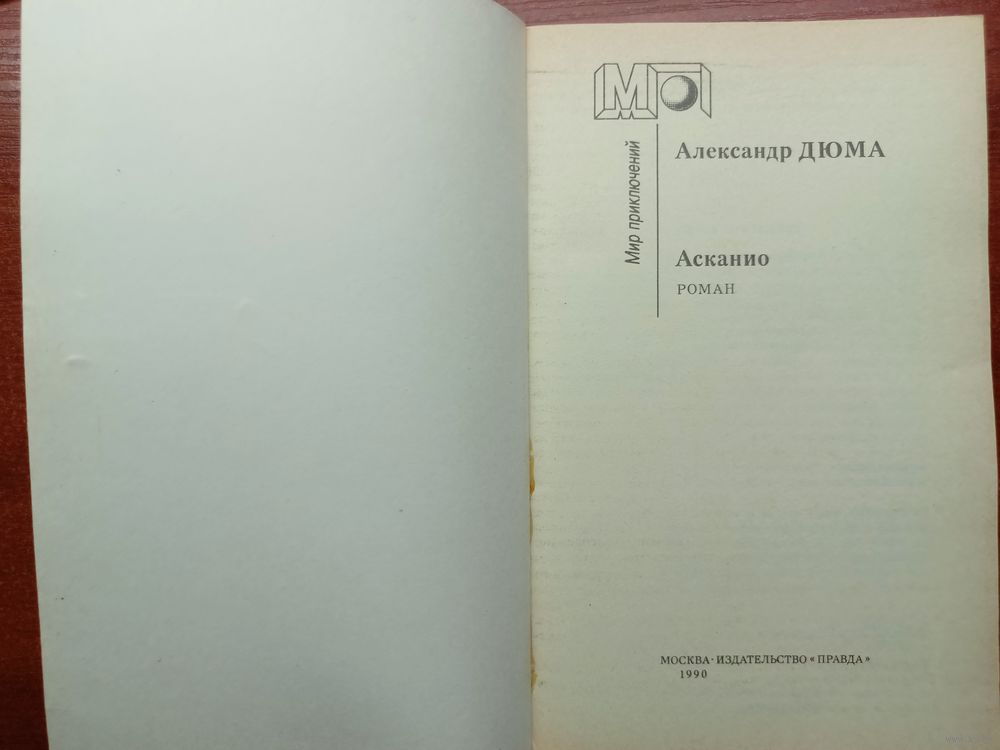 МП
Мир приключений
Александр ДЮМА
Асканио
РОМАН
МОСКВА · ИЗДАТЕЛЬСТВО «ПРАВДА»
1990